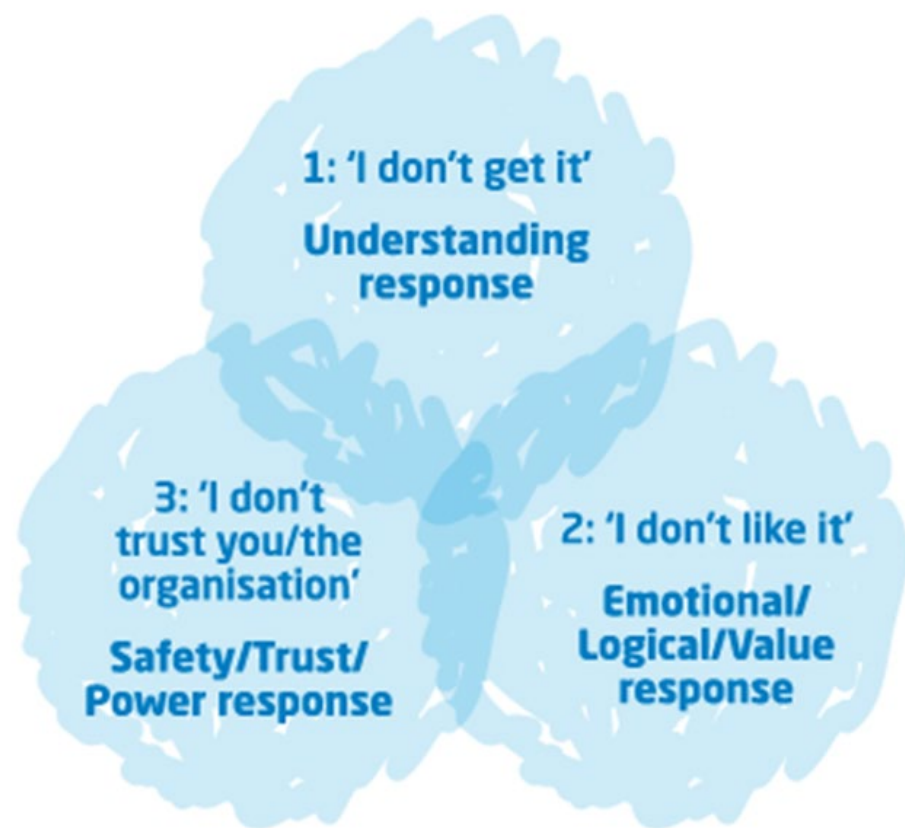 1: 'I don't get it'
Understanding
response
3: 'I don't
trust you/the
organisation'
Safety/Trust/
Power response
2: 'I don't like it'
Emotional/
Logical/Value
response